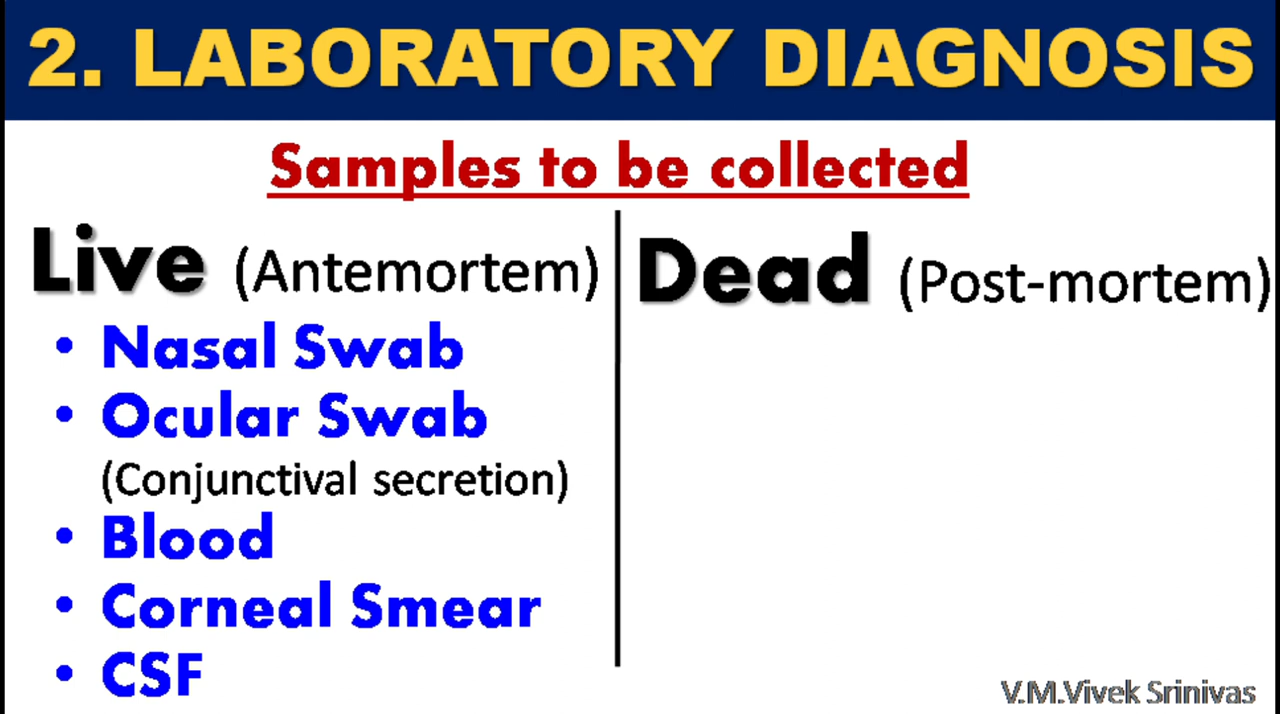 2. LABORATORY DIAGNOSIS
Samples to be collected
Live (Antemortem)
• Nasal Swab
• Ocular Swab
(Conjunctival secretion)
• Blood
• Corneal Smear
• CSF
Dead (Post-mortem)
V.M.Vivek Srinivas